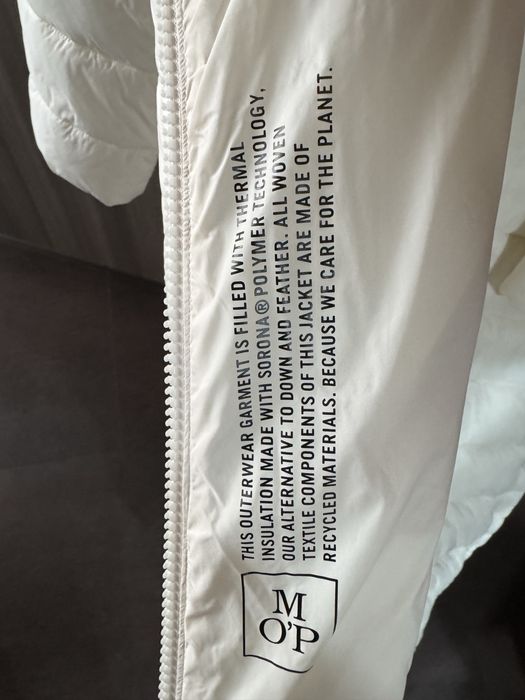 THIS OUTERWEAR GARMENT IS FILLED WITH THERMAL
INSULATION MADE WITH SORONA® POLYMER TECHNOLOGY,
OUR ALTERNATIVE TO DOWN AND FEATHER. ALL WOVEN
TEXTILE COMPONENTS OF THIS JACKET ARE MADE OF
RECYCLED MATERIALS. BECAUSE WE CARE FOR THE PLANET.
M
O'P